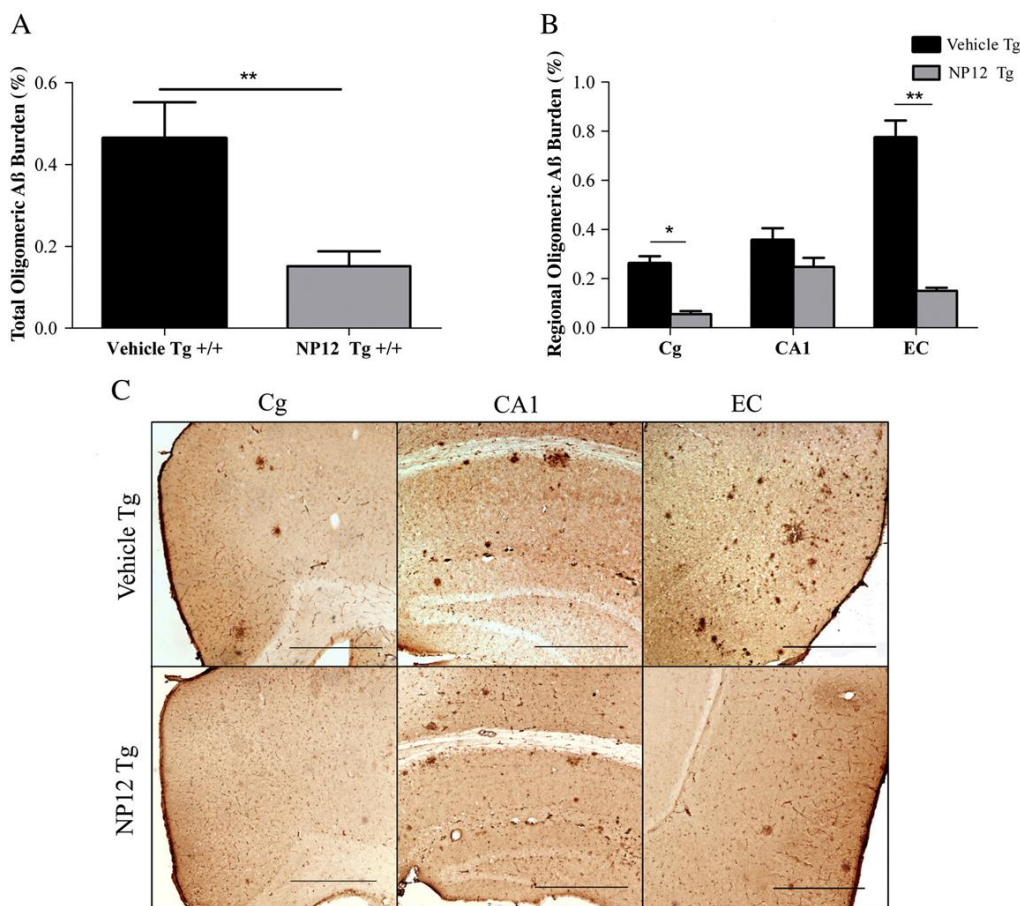 A
Total Oligomeric Aß Burden (%)
0.6
0.4
0.2
0.0
**
Vehicle Tg +/+
NP12 Tg +/+
B
Regional Oligomeric Aß Burden (%)
1.0
0.8
0.6
0.4
0.2
0.0
*
**
Cg
CA1
EC
Vehicle Tg
NP12 Tg
C
Cg
CA1
EC
Vehicle Tg
NP12 Tg